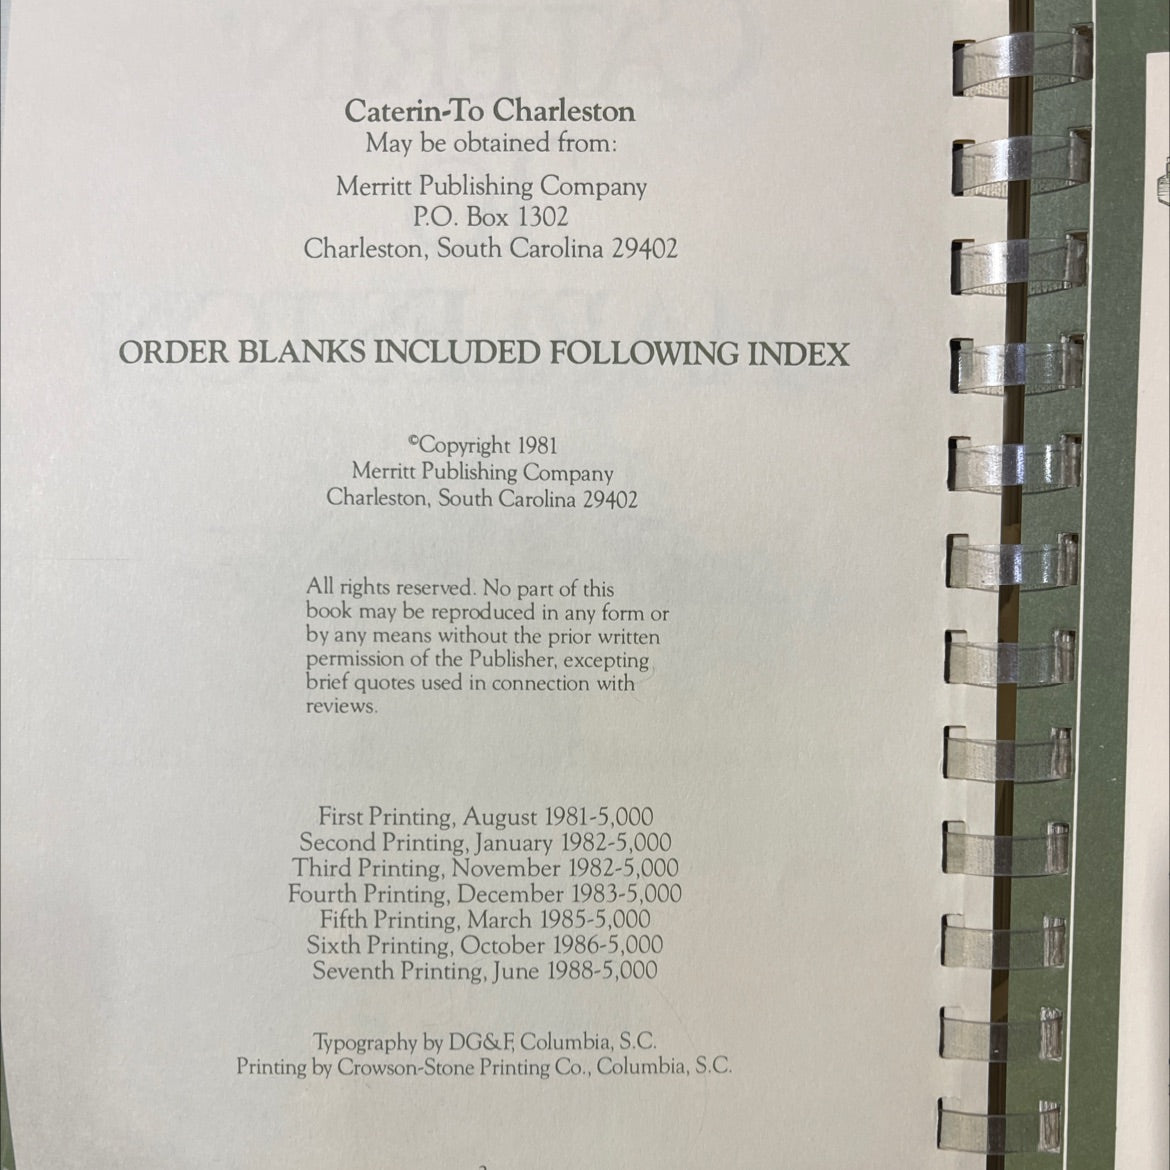 Caterin-To Charleston
May be obtained from:
Merritt Publishing Company
P.O. Box 1302
Charleston, South Carolina 29402
ORDER BLANKS INCLUDED FOLLOWING INDEX
©Copyright 1981
Merritt Publishing Company
Charleston, South Carolina 29402
All rights reserved. No part of this
book may be reproduced in any form or
by any means without the prior written
permission of the Publisher, excepting
brief quotes used in connection with
reviews.
First Printing, August 1981-5,000
Second Printing, January 1982-5,000
Third Printing, November 1982-5,000
Fourth Printing, December 1983-5,000
Fifth Printing, March 1985-5,000
Sixth Printing, October 1986-5,000
Seventh Printing, June 1988-5,000
Typography by DG&F, Columbia, S.C.
Printing by Crowson-Stone Printing Co., Columbia, S.C.